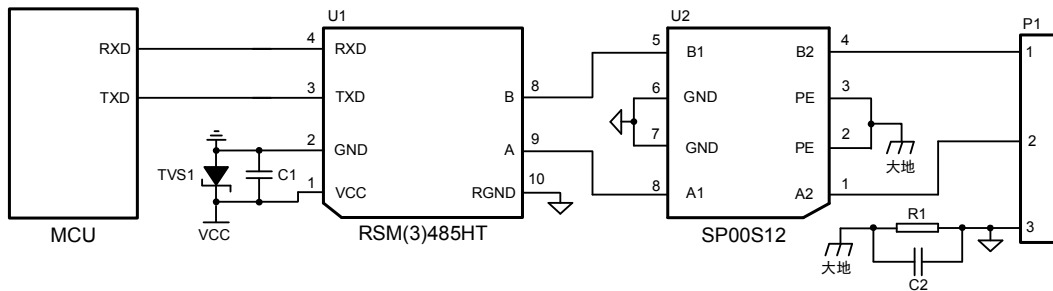 U1
U2
P1
RXD
4
RXD
5
B1
B2
4
1
TXD
3
TXD
B
8
6
GND
PE
3
2
GND
A
9
7
GND
PE
2
2
TVS1
C1
1
VCC
RGND
10
8
A1
A2
1
大地
VCC
MCU
RSM(3)485HT
SP00S12
R1
3
大地
C2